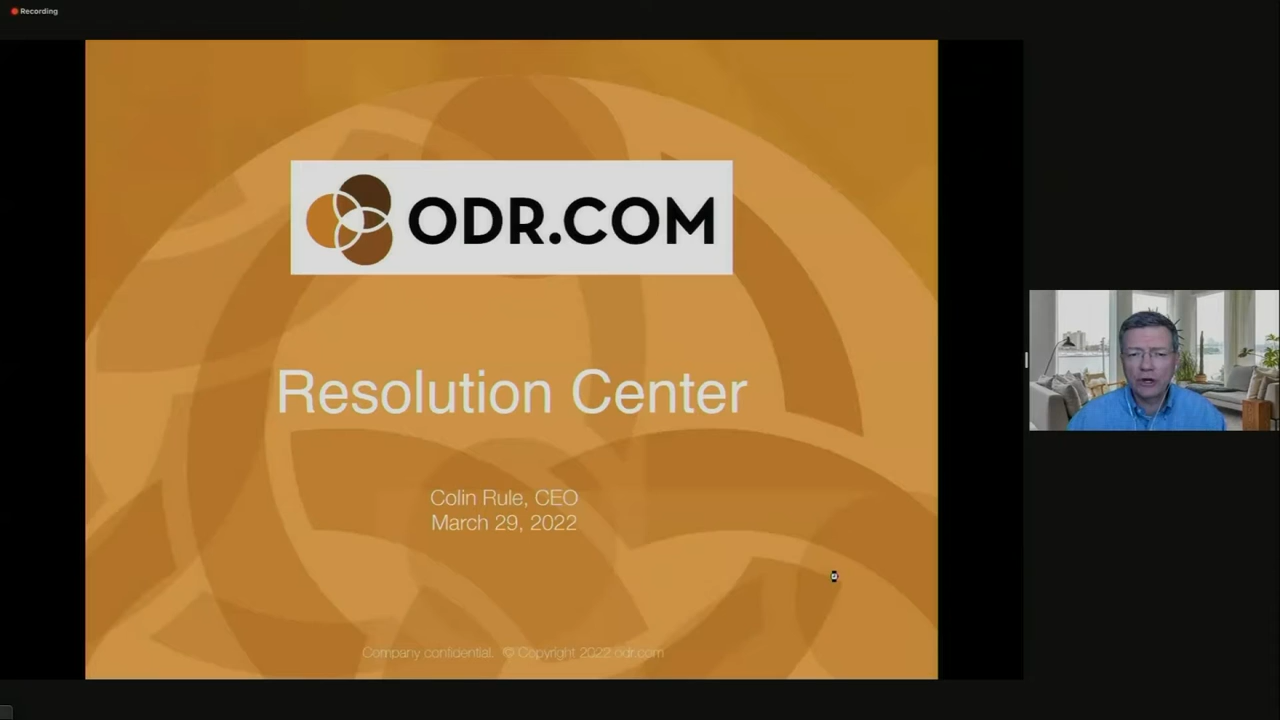 Recording
ODR.COM
Resolution Center
Colin Rule, CEO
March 29, 2022
Company confidential. © Copyright 2022 odr.com